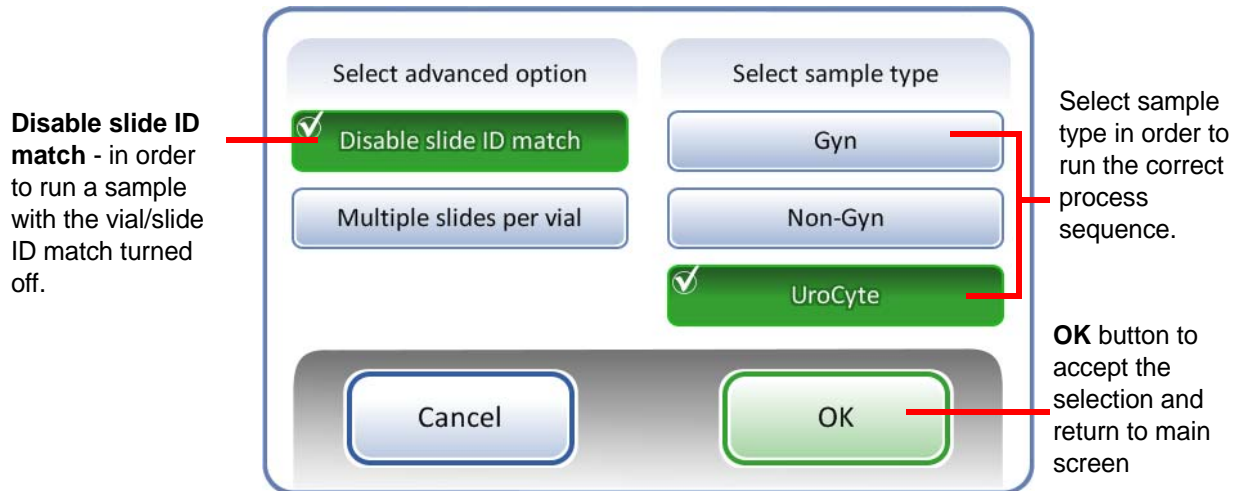 Disable slide ID
match - in order
to run a sample
with the vial/slide
ID match turned
off.
Select advanced option
Disable slide ID match
Multiple slides per vial
Select sample type
Gyn
Non-Gyn
UroCyte
Cancel
OK
Select sample
type in order to
run the correct
process
sequence.
OK button to
accept the
selection and
return to main
screen